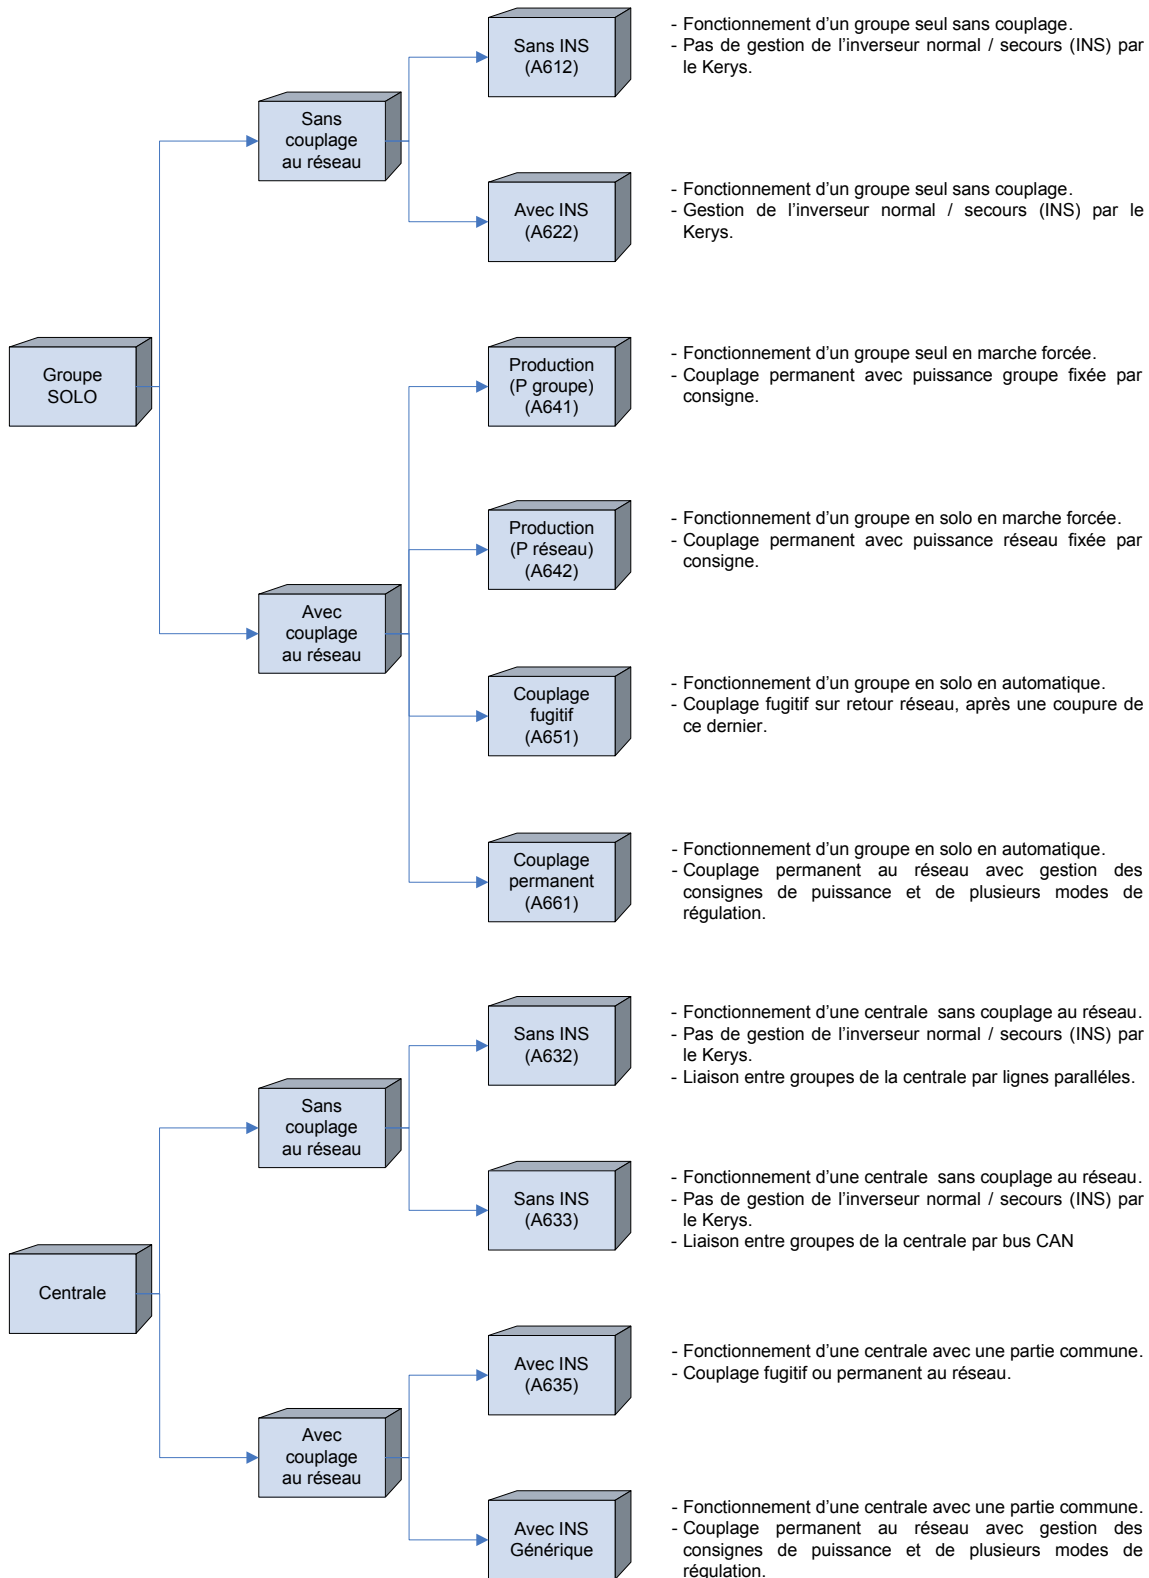 Sans INS
(A612)
- Fonctionnement d'un groupe seul sans couplage.
- Pas de gestion de l'inverseur normal / secours (INS) par
le Kerys.
Sans
couplage
au réseau
Avec INS
(A622)
- Fonctionnement d'un groupe seul sans couplage.
- Gestion de l'inverseur normal / secours (INS) par le
Kerys.
Groupe
SOLO
Production
(P groupe)
(A641)
- Fonctionnement d'un groupe seul en marche forcée.
- Couplage permanent avec puissance groupe fixée par
consigne.
Production
(P réseau)
(A642)
- Fonctionnement d'un groupe en solo en marche forcée.
- Couplage permanent avec puissance réseau fixée par
consigne.
Avec
couplage
au réseau
Couplage
fugitif
(A651)
- Fonctionnement d'un groupe en solo en automatique.
- Couplage fugitif sur retour réseau, après une coupure de
ce dernier.
Couplage
permanent
(A661)
- Fonctionnement d'un groupe en solo en automatique.
- Couplage permanent au réseau avec gestion des
consignes de puissance et de plusieurs modes de
régulation.
Sans INS
(A632)
- Fonctionnement d'une centrale sans couplage au réseau.
- Pas de gestion de l'inverseur normal / secours (INS) par
le Kerys.
- Liaison entre groupes de la centrale par lignes paralléles.
Sans
couplage
au réseau
Sans INS
(A633)
- Fonctionnement d'une centrale sans couplage au réseau.
- Pas de gestion de l'inverseur normal / secours (INS) par
le Kerys.
- Liaison entre groupes de la centrale par bus CAN
Centrale
Avec INS
(A635)
- Fonctionnement d'une centrale avec une partie commune.
- Couplage fugitif ou permanent au réseau.
Avec
couplage
au réseau
Avec INS
Générique
- Fonctionnement d'une centrale avec une partie commune.
- Couplage permanent au réseau avec gestion des
consignes de puissance et de plusieurs modes de
régulation.